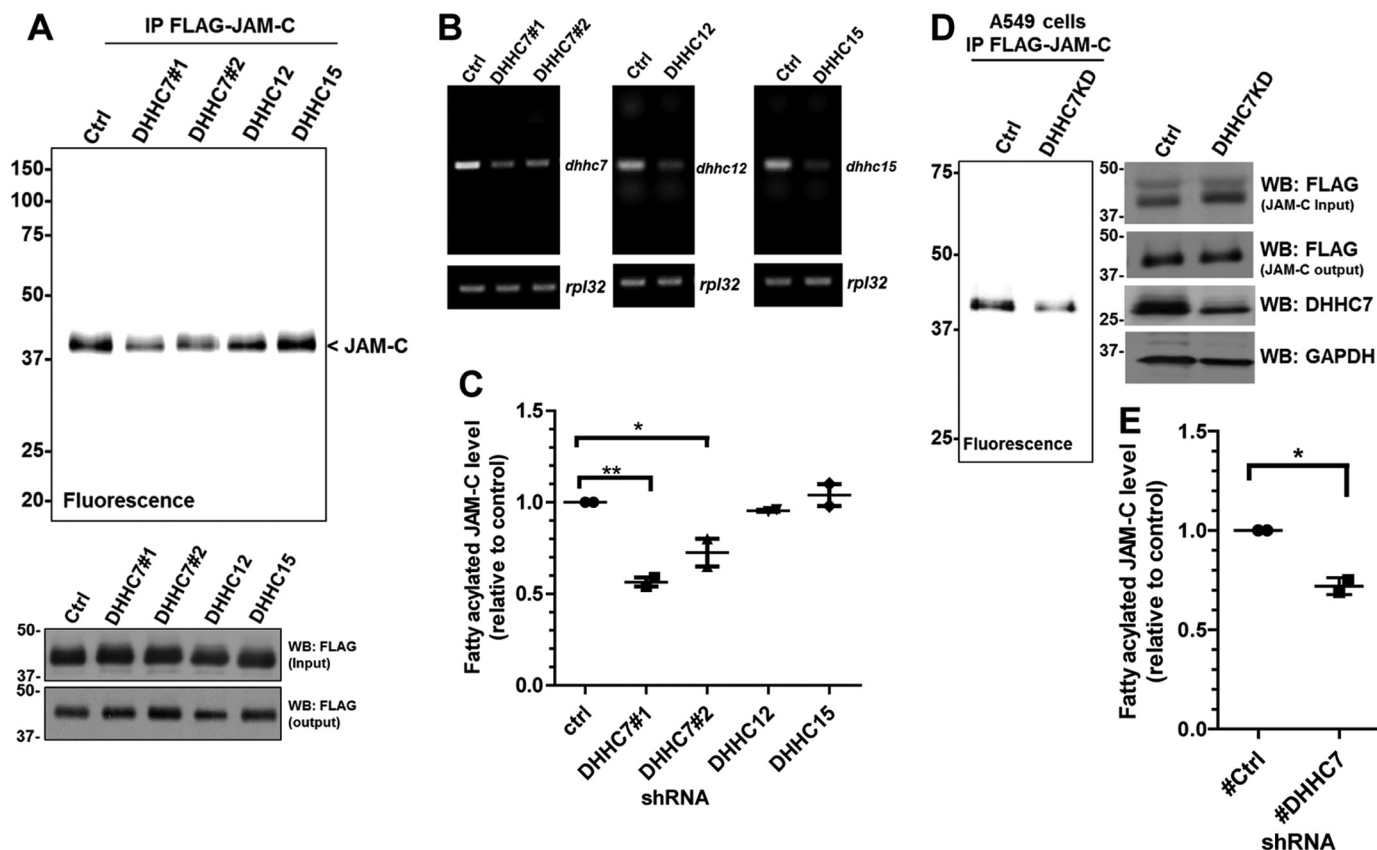 A
IP FLAG-JAM-C
Ctrl
DHHC7#1
DHHC7#2
DHHC12
DHHC15
150-
100-
75-
50-
37-
25-
20-
< JAM-C
Fluorescence
Ctrl
DHHC7#1
DHHC7#2
DHHC12
DHHC15
50-
37-
WB: FLAG
(Input)
50-
37-
WB: FLAG
(output)
B
Ctrl
DHHC7#1
DHHC7#2
dhhc7
rpl32
Ctrl
DHHC12
dhhc12
rpl32
Ctrl
DHHC15
dhhc15
rpl32
C
Fatty acylated JAM-C level
(relative to control)
1.5
1.0
0.5
0.0
*
**
ctrl
DHHC7#1
DHHC7#2
DHHC12
DHHC15
shRNA
D
A549 cells
IP FLAG-JAM-C
Ctrl
DHHC7KD
75-
50-
37-
25-
Fluorescence
Ctrl
DHHC7KD
50-
37-
WB: FLAG
(JAM-C Input)
50-
37-
WB: FLAG
(JAM-C output)
25-
WB: DHHC7
37-
WB: GAPDH
E
Fatty acylated JAM-C level
(relative to control)
1.5
1.0
0.5
0.0
*
#Ctrl
#DHHC7
shRNA